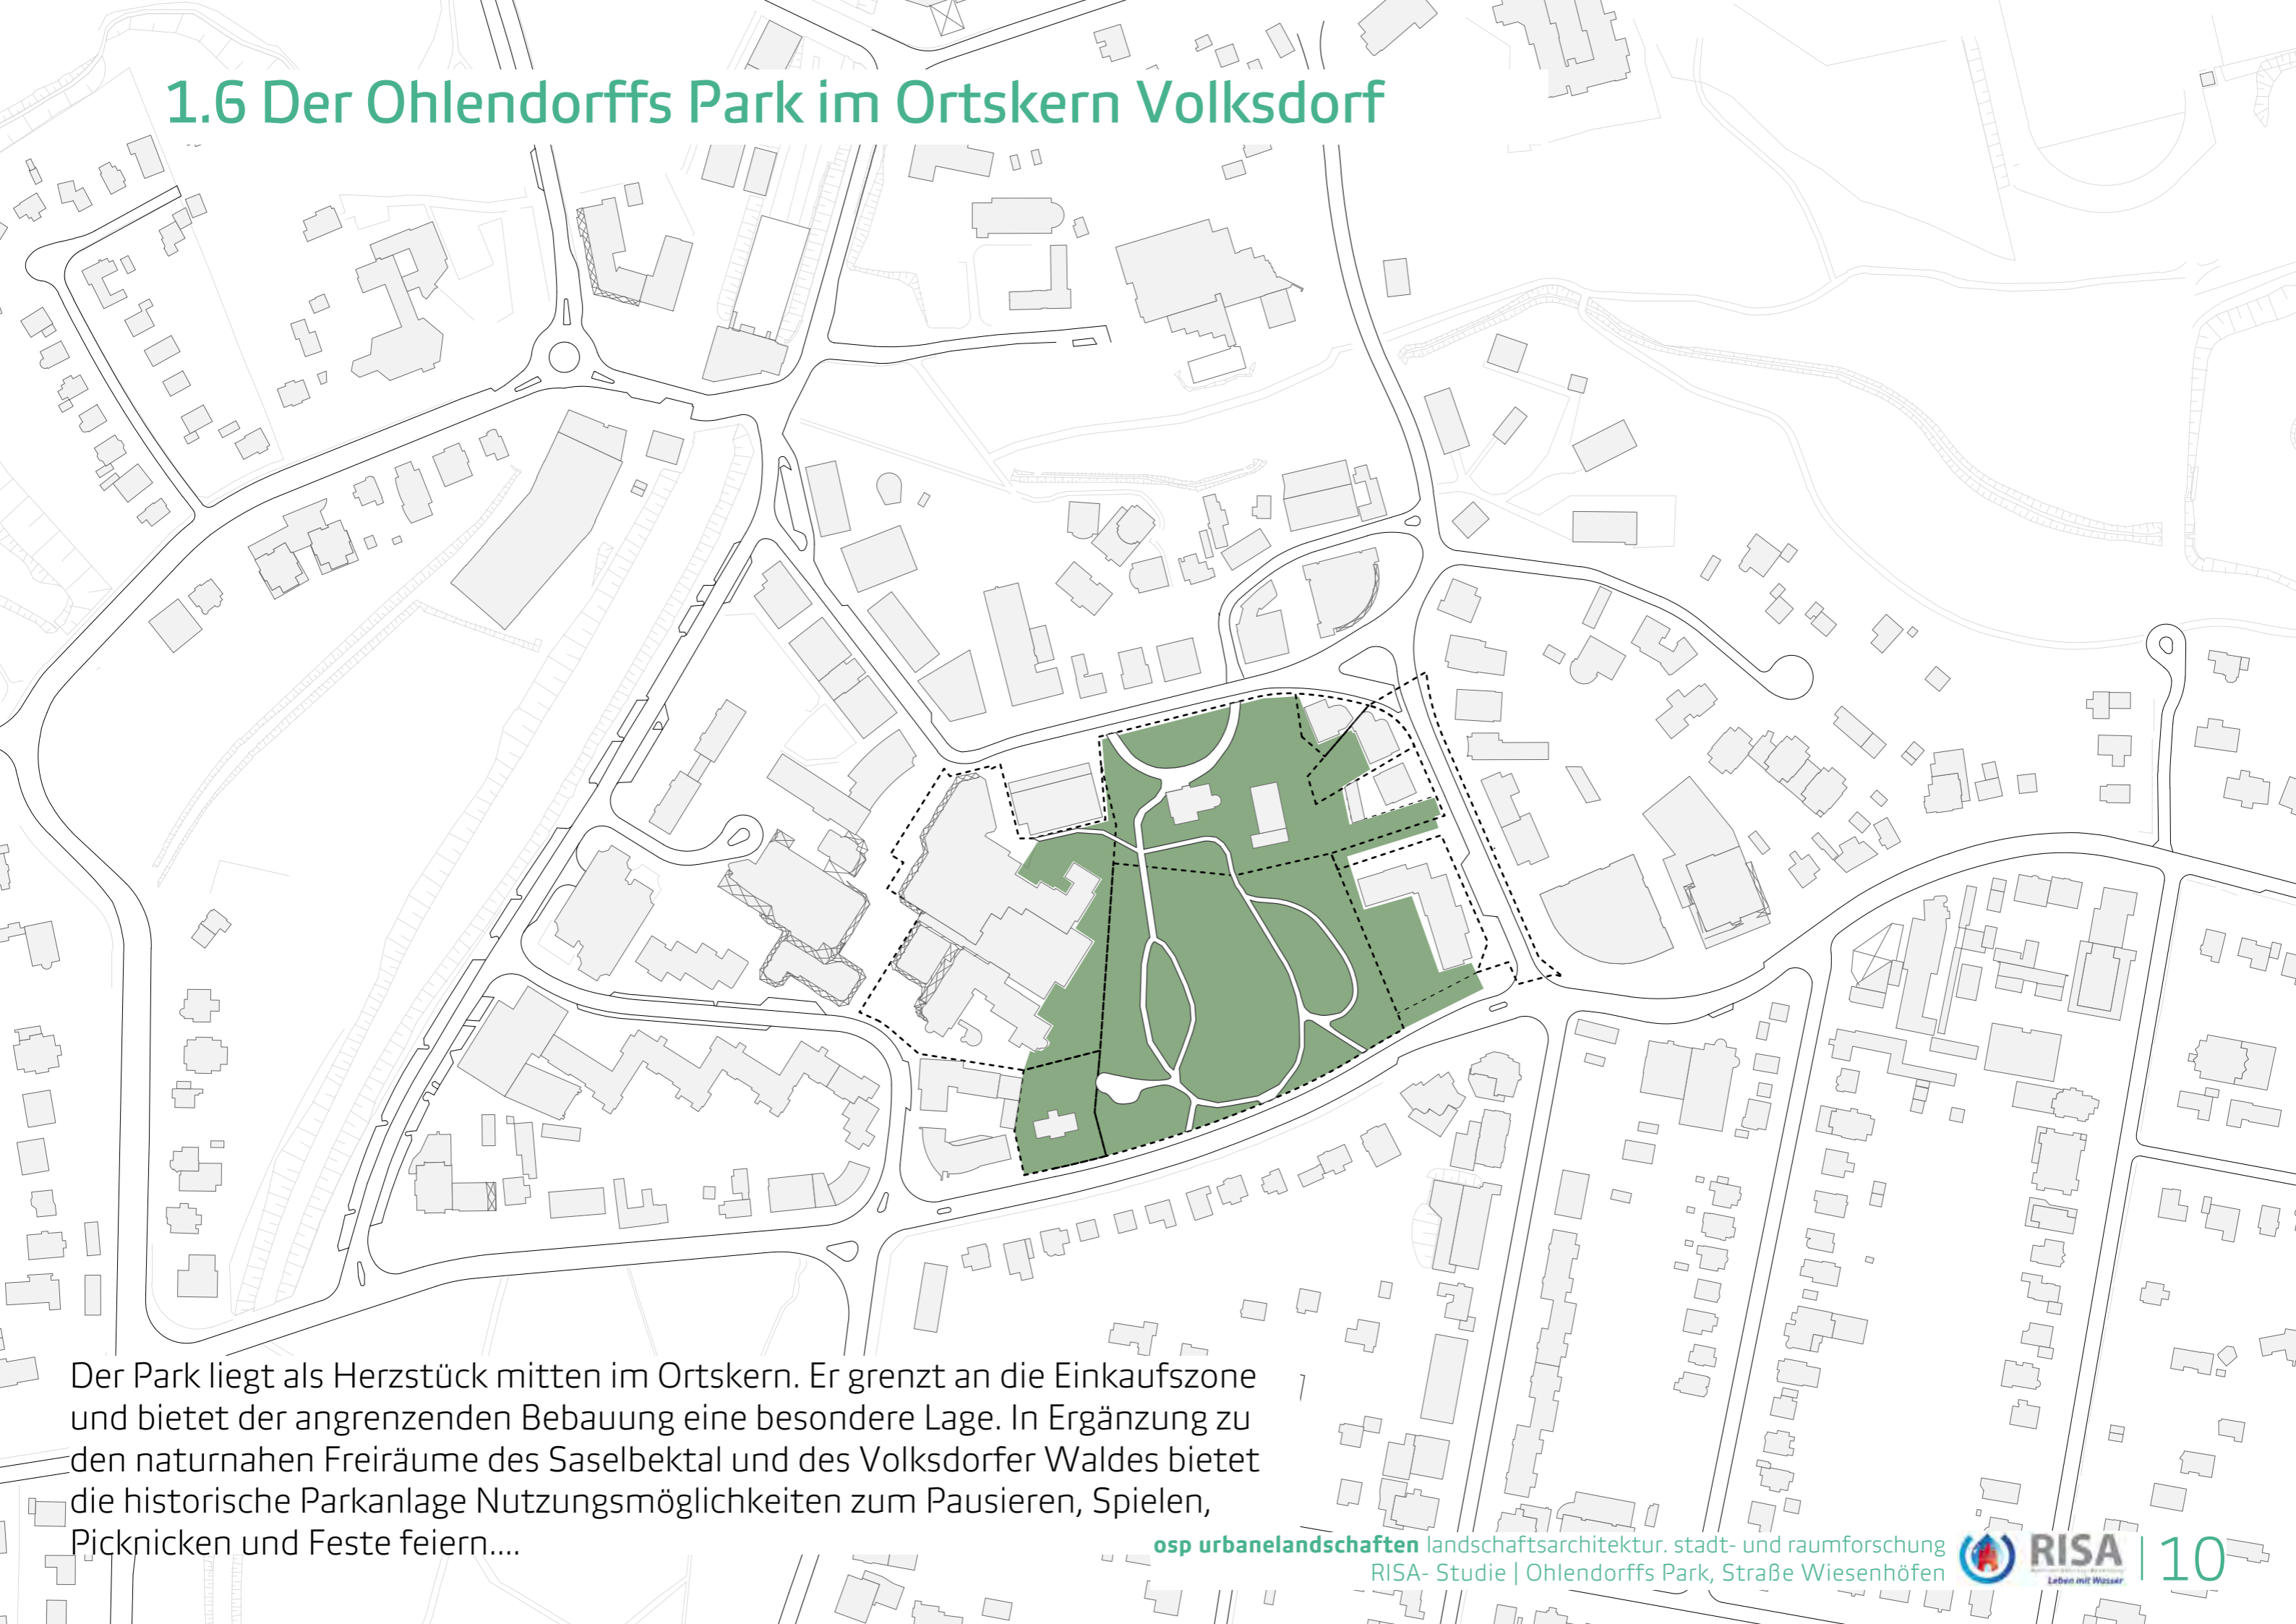 1.6 Der Ohlendorffs Park im Ortskern Volksdorf
Der Park liegt als Herzstück mitten im Ortskern. Er grenzt an die Einkaufszone
und bietet der angrenzenden Bebauung eine besondere Lage. In Ergänzung zu
den naturnahen Freiräume des Saselbektal und des Volksdorfer Waldes bietet
die historische Parkanlage Nutzungsmöglichkeiten zum Pausieren, Spielen,
Picknicken und Feste feiern....
osp urbanelandschaften landschaftsarchitektur. stadt- und raumforschung
RISA- Studie | Ohlendorffs Park, Straße Wiesenhöfen
RISA
Leben mit Wasser
| 10